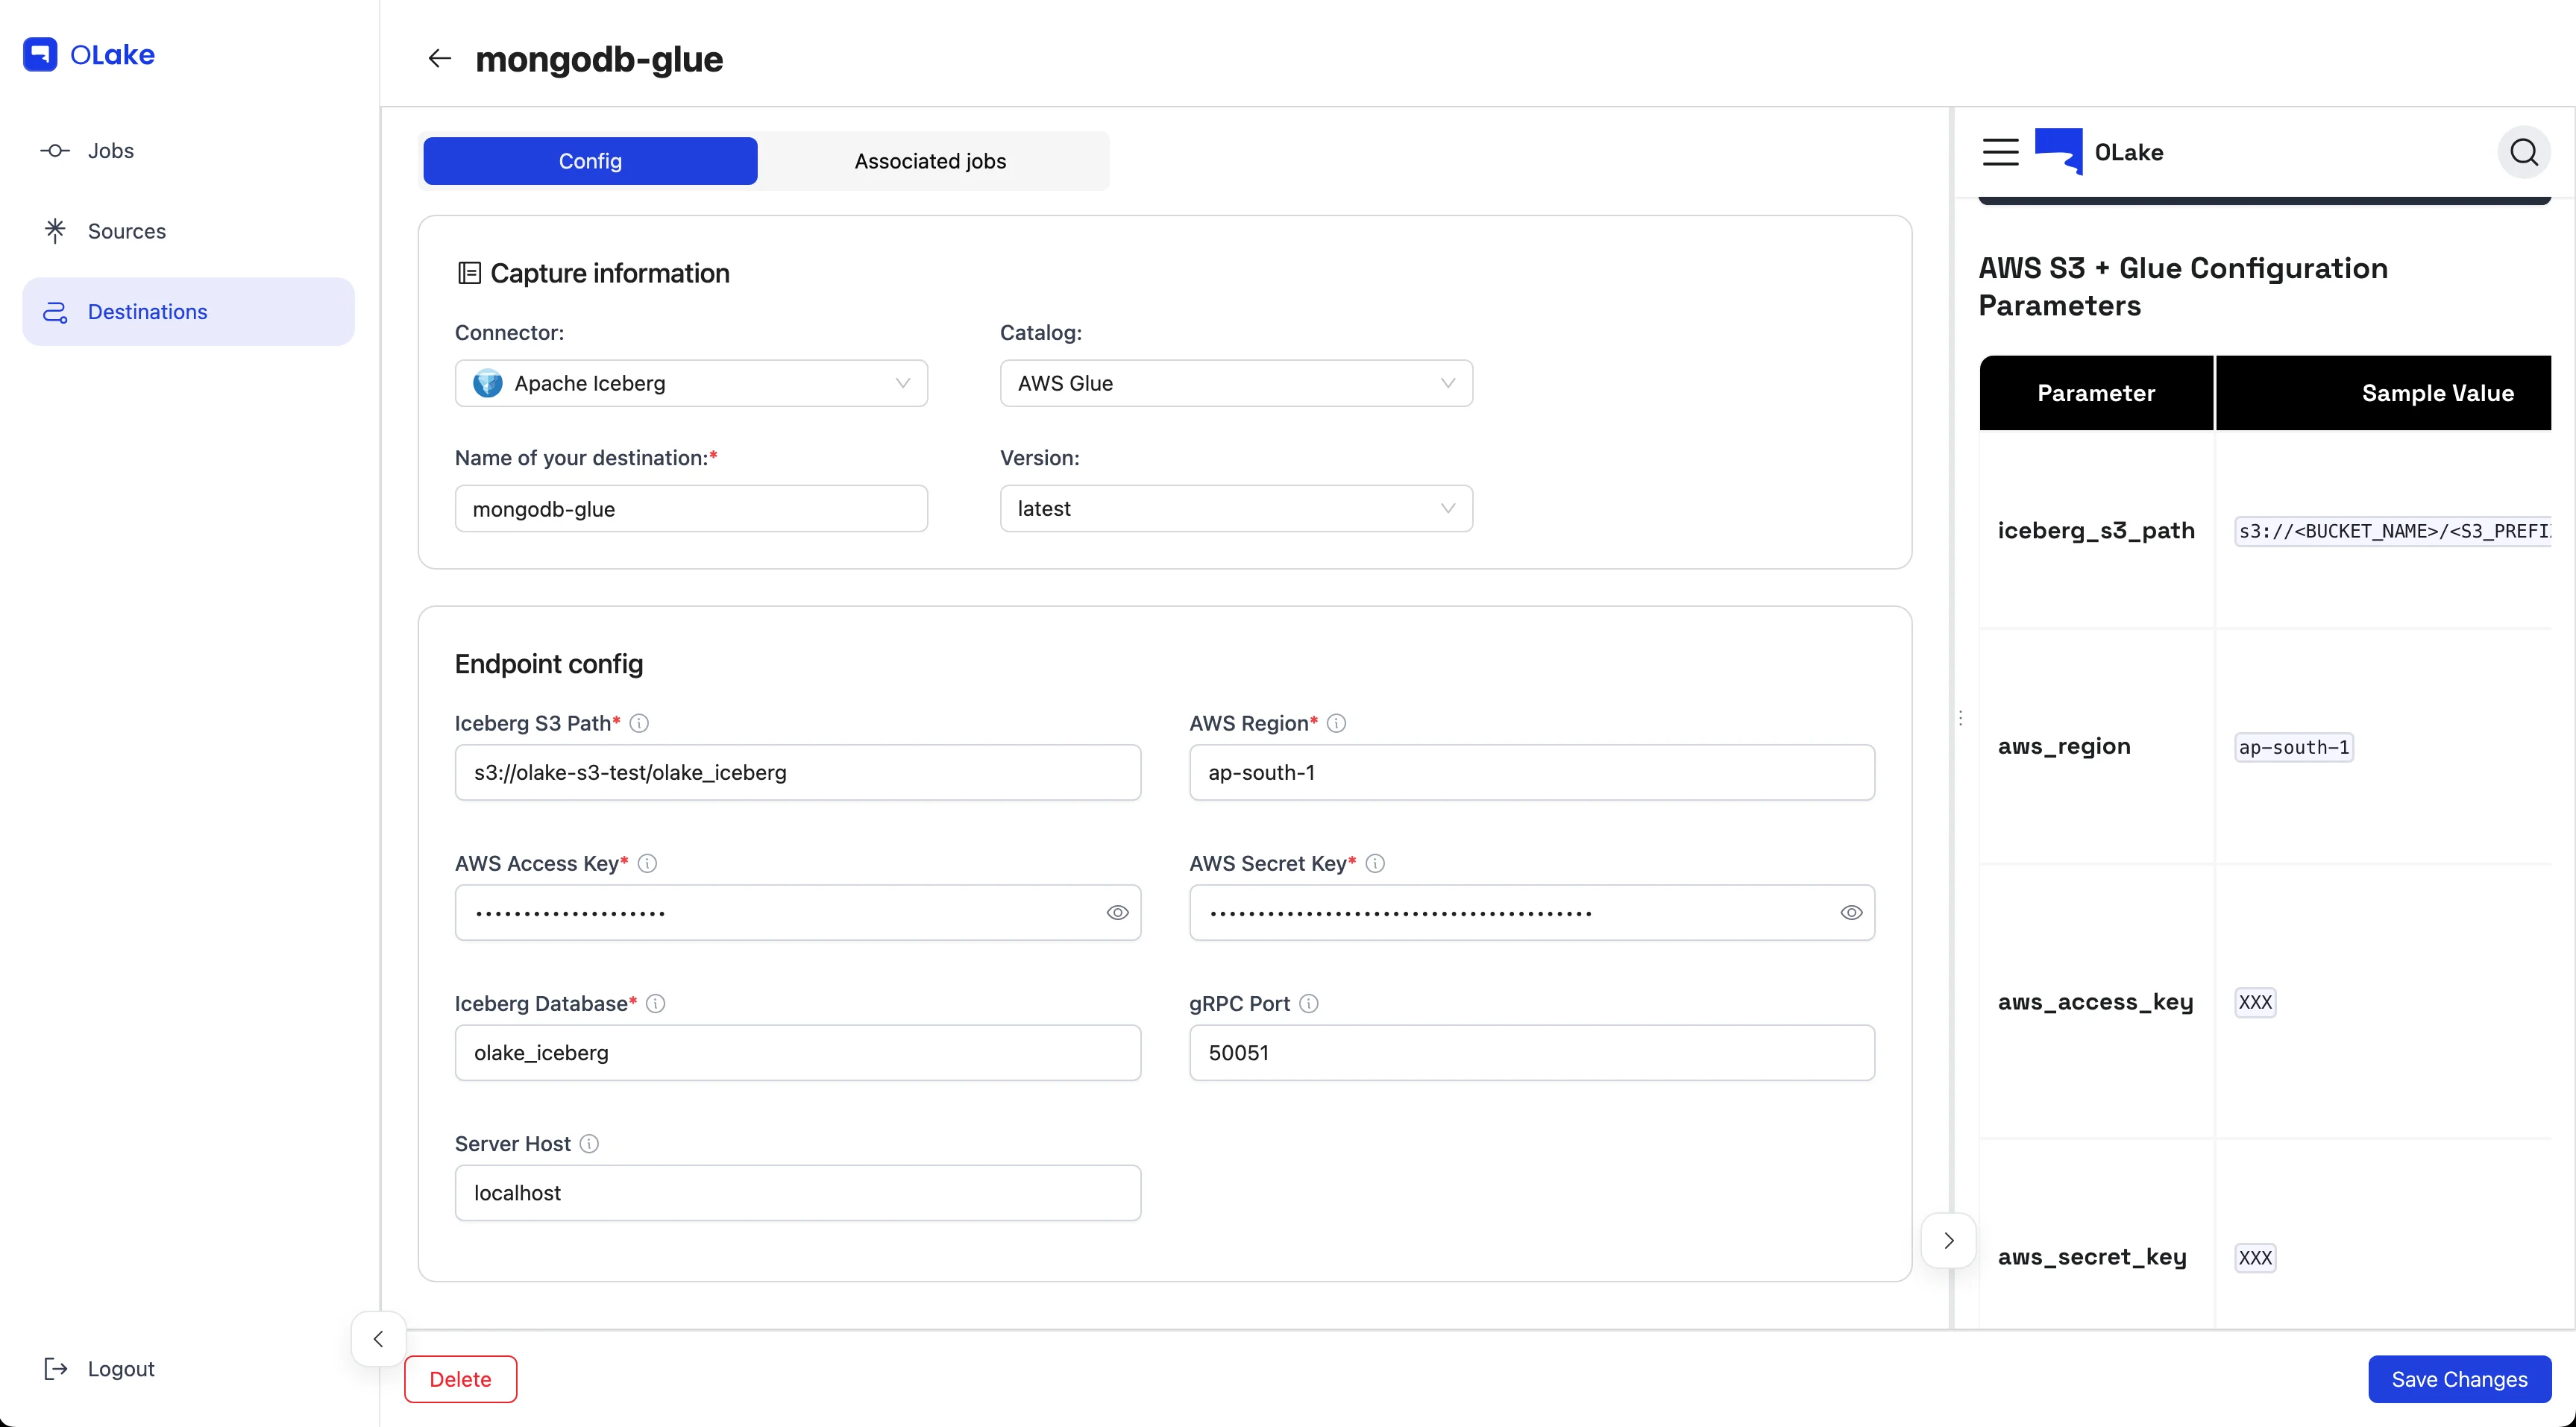 OLake
Jobs
Sources
Destinations
Logout
mongodb-glue
Config
Associated jobs
Capture information
Connector:
Catalog:
Apache Iceberg
AWS Glue
Name of your destination:*
Version:
mongodb-glue
latest
Endpoint config
Iceberg S3 Path*
AWS Region*
s3://olake-s3-test/olake_iceberg
ap-south-1
AWS Access Key*
AWS Secret Key*
••••••••••••••••••••
••••••••••••••••••••••••••••••••••••••••
Iceberg Database*
gRPC Port
olake_iceberg
50051
Server Host
localhost
Delete
Save Changes
OLake
AWS S3 + Glue Configuration
Parameters
Parameter
Sample Value
iceberg_s3_path
s3://<BUCKET_NAME>/<S3_PREFI
aws_region
ap-south-1
aws_access_key
XXX
aws_secret_key
XXX